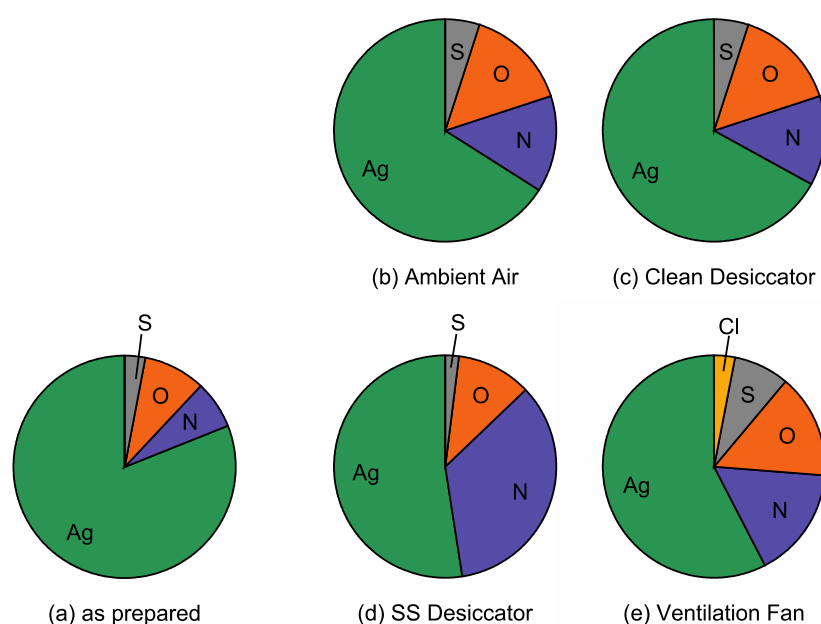 S
O
N
Ag
(b) Ambient Air
S
O
N
Ag
(c) Clean Desiccator
S
O
N
Ag
(a) as prepared
S
O
N
Ag
(d) SS Desiccator
Cl
S
O
N
Ag
(e) Ventilation Fan